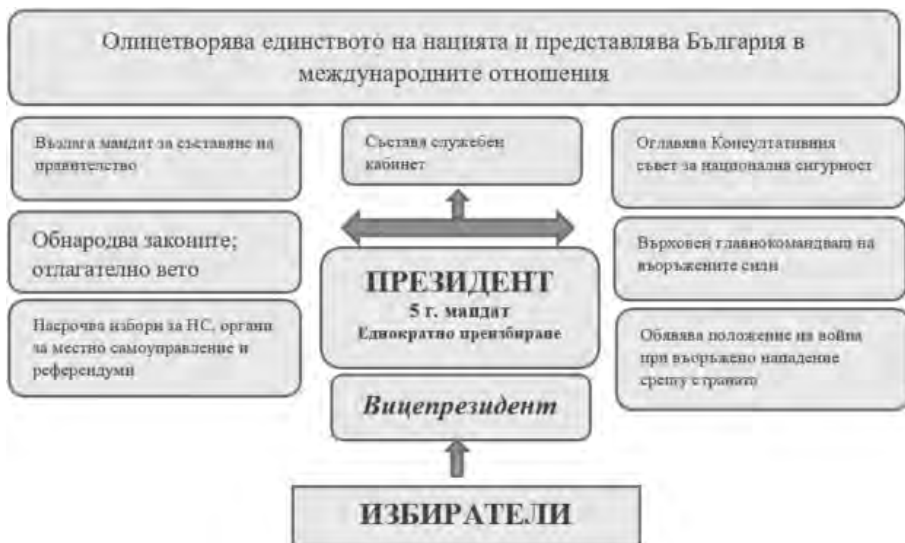 Олицетворява единството на нацията и представлява България в
международните отношения
Възлага мандат за съставяне на
правителство
Съставя служебен
кабинет
Оглавява Консултативния
съвет за национална сигурност
Обнародва законите;
отлагателно вето
ПРЕЗИДЕНТ
5 г. мандат
Еднократно преизбиране
Върховен главнокомандващ на
въоръжените сили
Насрочва избори за НС, органи
за местно самоуправление и
референдуми
Обявява положение на война
при въоръжено нападение
срещу страната
Вицепрезидент
ИЗБИРАТЕЛИ